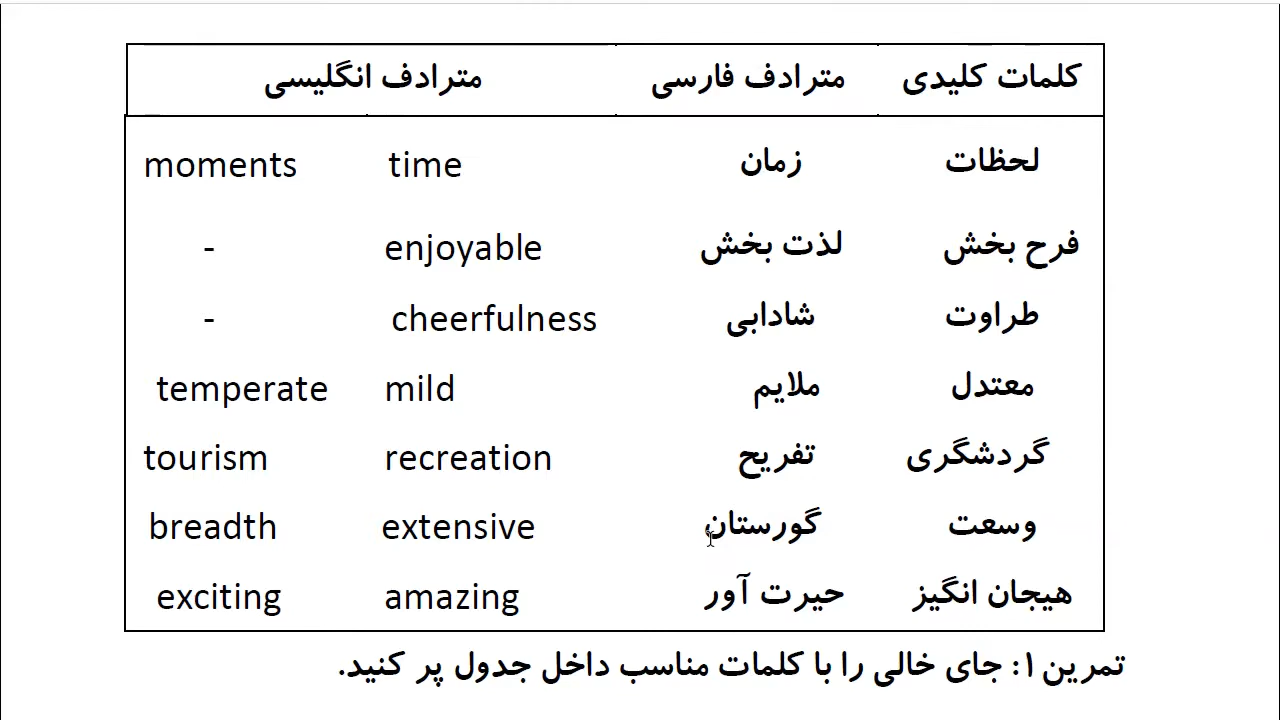 کلمات کلیدی مترادف فارسی مترادف انگلیسی
لحظات زمان time moments
فرح بخش لذت بخش enjoyable -
طراوت شادابی cheerfulness -
معتدل ملایم mild temperate
گردشگری تفریح recreation tourism
وسعت گورستان extensive breadth
هیجان انگیز حیرت آور amazing exciting
تمرین۱: جای خالی را با کلمات مناسب داخل جدول پر کنید.